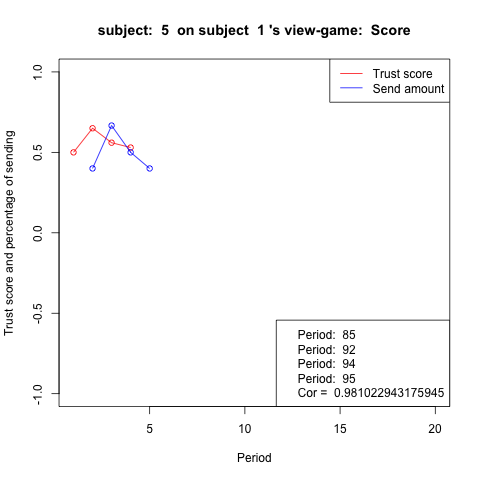 subject:  5  on subject  1 's view-game:  Score
Trust score
Send amount
Trust score and percentage of sending
1.0
0.5
0.0
-0.5
-1.0
Period:  85
Period:  92
Period:  94
Period:  95
Cor =  0.981022943175945
5 10 15 20
Period